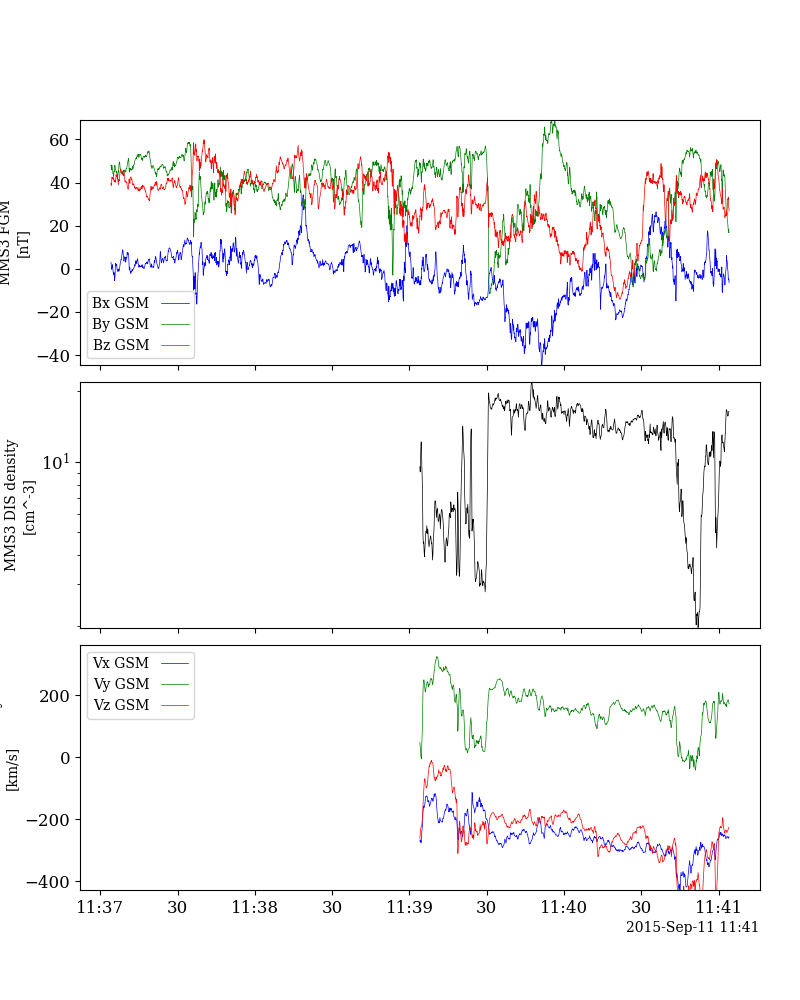 60
40
20
0
−20
−40
MMS3 FGM
[nT]
Bx GSM
By GSM
Bz GSM
10^1
MMS3 DIS density
[cm^-3]
200
0
−200
−400
[km/s]
Vx GSM
Vy GSM
Vz GSM
11:37 30 11:38 30 11:39 30 11:40 30 11:41
2015-Sep-11 11:41